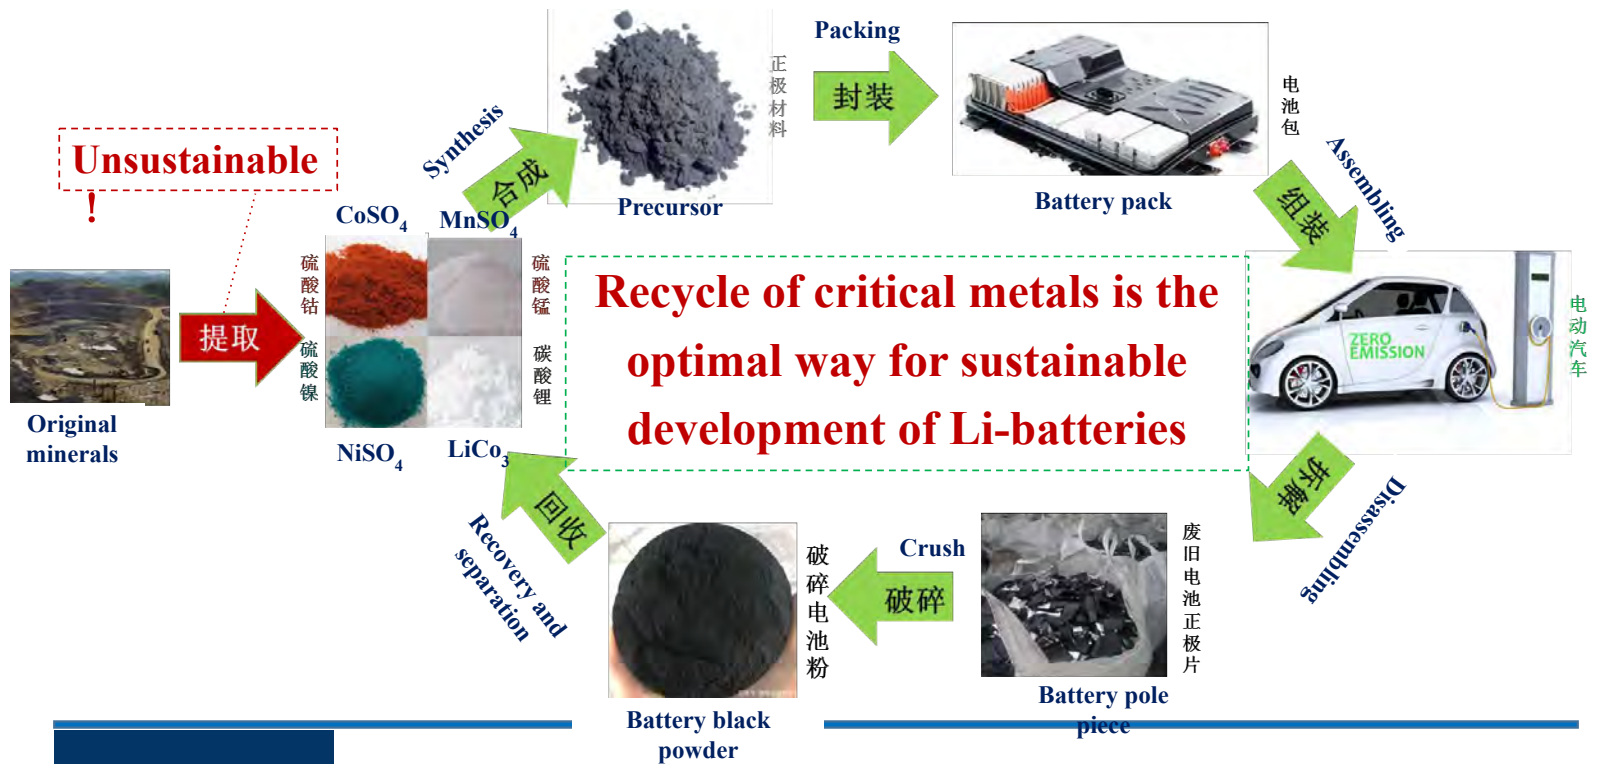 Unsustainable
!
Original
minerals
提取
CoSO4
MnSO4
硫酸钴
硫酸锰
硫酸镍
碳酸锂
NiSO4
LiCo3
Synthesis
合成
正极材料
Precursor
Packing
封装
电池包
Battery pack
Assembling
组装
ZERO
EMISSION
电动汽车
Recycle of critical metals is the
optimal way for sustainable
development of Li-batteries
Disassembling
拆解
废旧电池正极片
Battery pole
piece
Crush
破碎
破碎电池粉
Battery black
powder
Recovery and
separation
回收